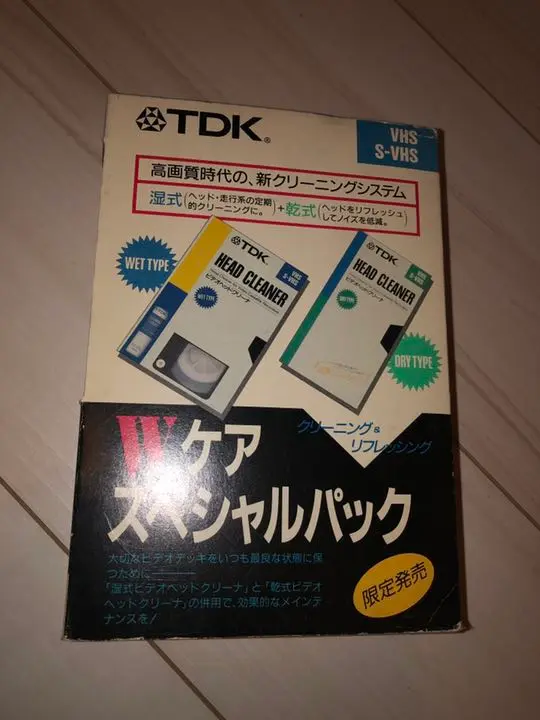 TDK®
VHS
S-VHS
高画質時代の、新クリーニングシステム
湿式(ヘッド・走行系の定期的クリーニングに。)+乾式(ヘッドをリフレッシュしてノイズを低減。)
WET TYPE
TDK
HEAD CLEANER
ビデオヘッドクリーナ
VHS
S-VHS
WET TYPE
TDK
HEAD CLEANER
ビデオヘッドクリーナ
VHS
S-VHS
DRY TYPE
DRY TYPE
クリーニング&
リフレッシング
Wケア
スペシャルパック
大切なビデオデッキをいつも最良な状態に保
つために
「湿式ビデオヘッドクリーナ」と「乾式ビデオ
ヘッドクリーナ」の併用で、効果的なメインテ
ナンスを!
限定発売